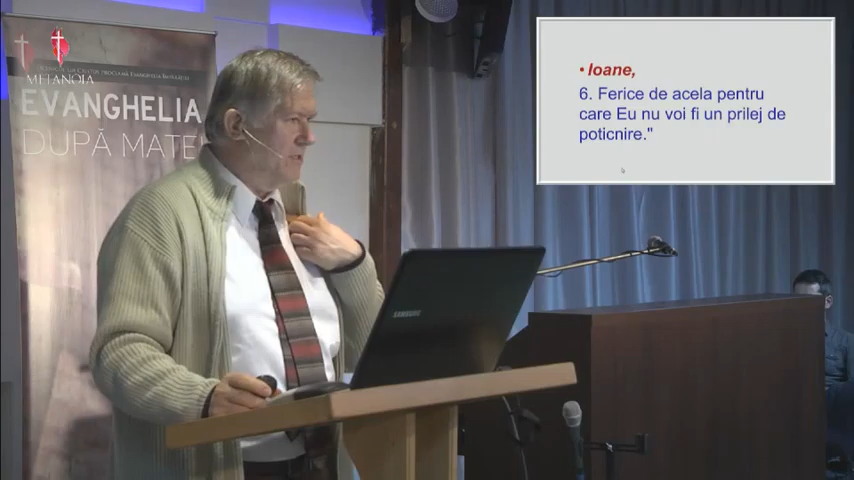 METANOIA
EVANGHELIA
DUPĂ MATEI
SAMSUNG
• Ioane,
6. Ferice de acela pentru
care Eu nu voi fi un prilej de
poticnire."